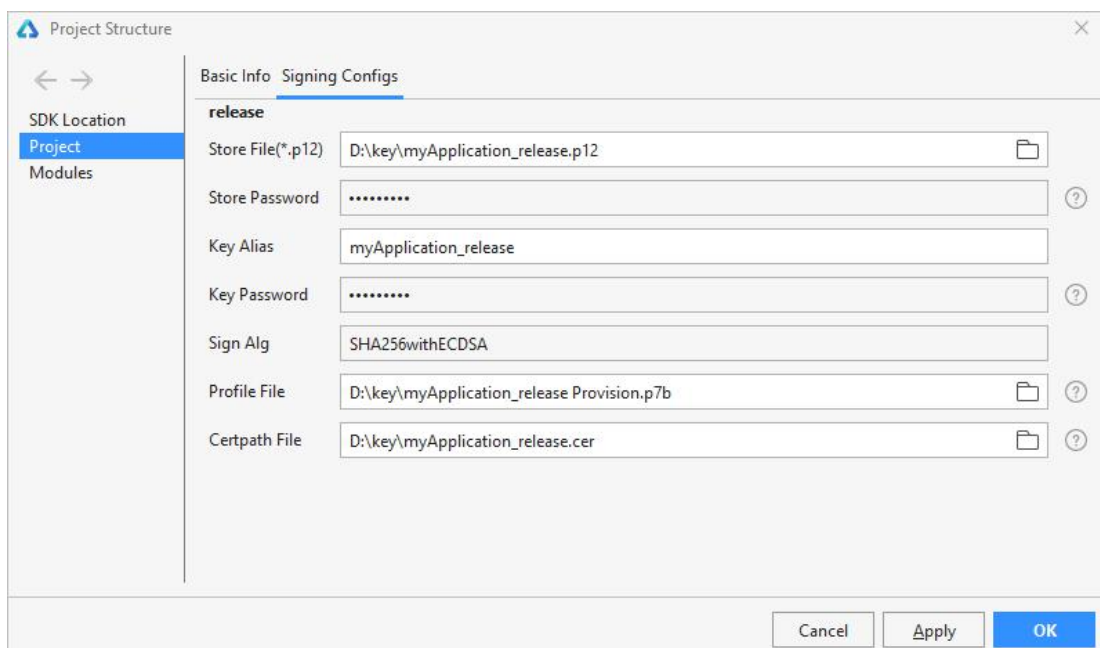 Project Structure
Basic Info Signing Configs
SDK Location
Project
Modules
release
Store File(*.p12) D:\key\myApplication_release.p12
Store Password •••••••••
Key Alias myApplication_release
Key Password •••••••••
Sign Alg SHA256withECDSA
Profile File D:\key\myApplication_release Provision.p7b
Certpath File D:\key\myApplication_release.cer
Cancel Apply OK